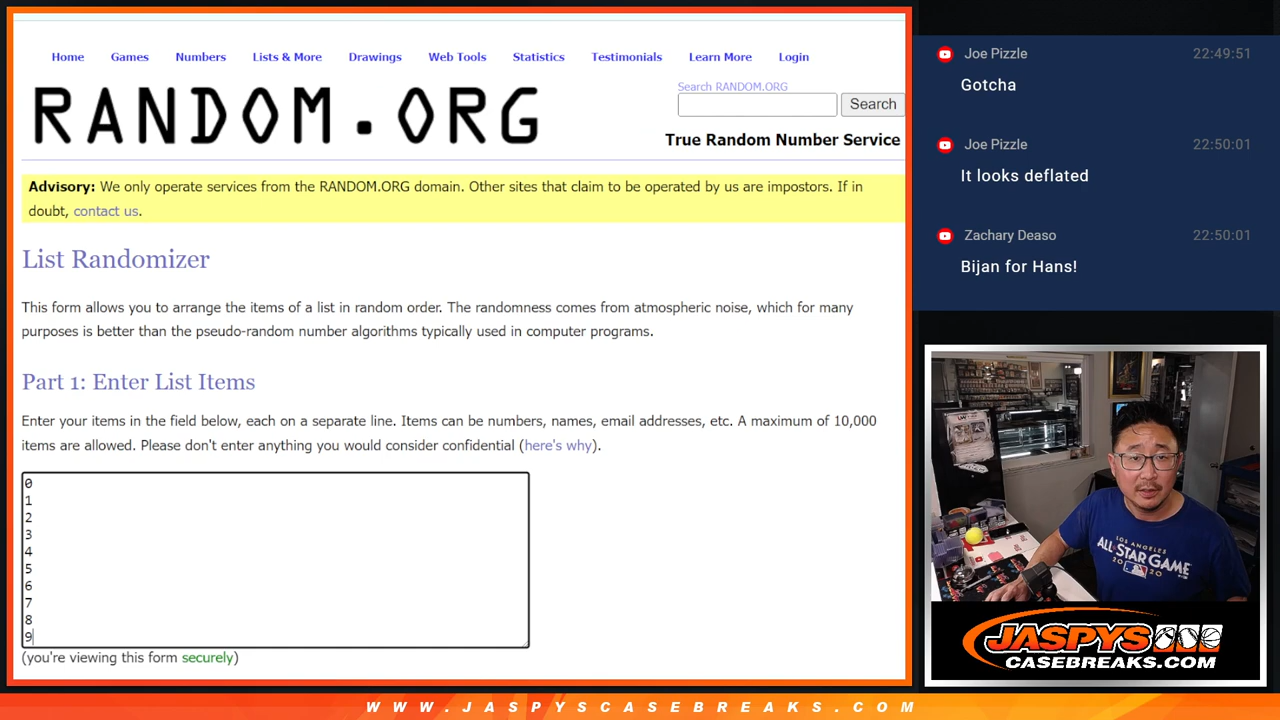 Home Games Numbers Lists & More Drawings Web Tools Statistics Testimonials Learn More Login
RANDOM.ORG
Search RANDOM.ORG
Search
True Random Number Service
Advisory: We only operate services from the RANDOM.ORG domain. Other sites that claim to be operated by us are impostors. If in
doubt, contact us.
List Randomizer
This form allows you to arrange the items of a list in random order. The randomness comes from atmospheric noise, which for many
purposes is better than the pseudo-random number algorithms typically used in computer programs.
Part 1: Enter List Items
Enter your items in the field below, each on a separate line. Items can be numbers, names, email addresses, etc. A maximum of 10,000
items are allowed. Please don't enter anything you would consider confidential (here's why).
0
1
2
3
4
5
6
7
8
9
(you're viewing this form securely)
Joe Pizzle 22:49:51
Gotcha
Joe Pizzle 22:50:01
It looks deflated
Zachary Deaso 22:50:01
Bijan for Hans!
LOS ANGELES
ALL STAR GAME
2020
JASPYS
CASEBREAKS.COM
WWW.JASPYSCASEBREAKS.COM